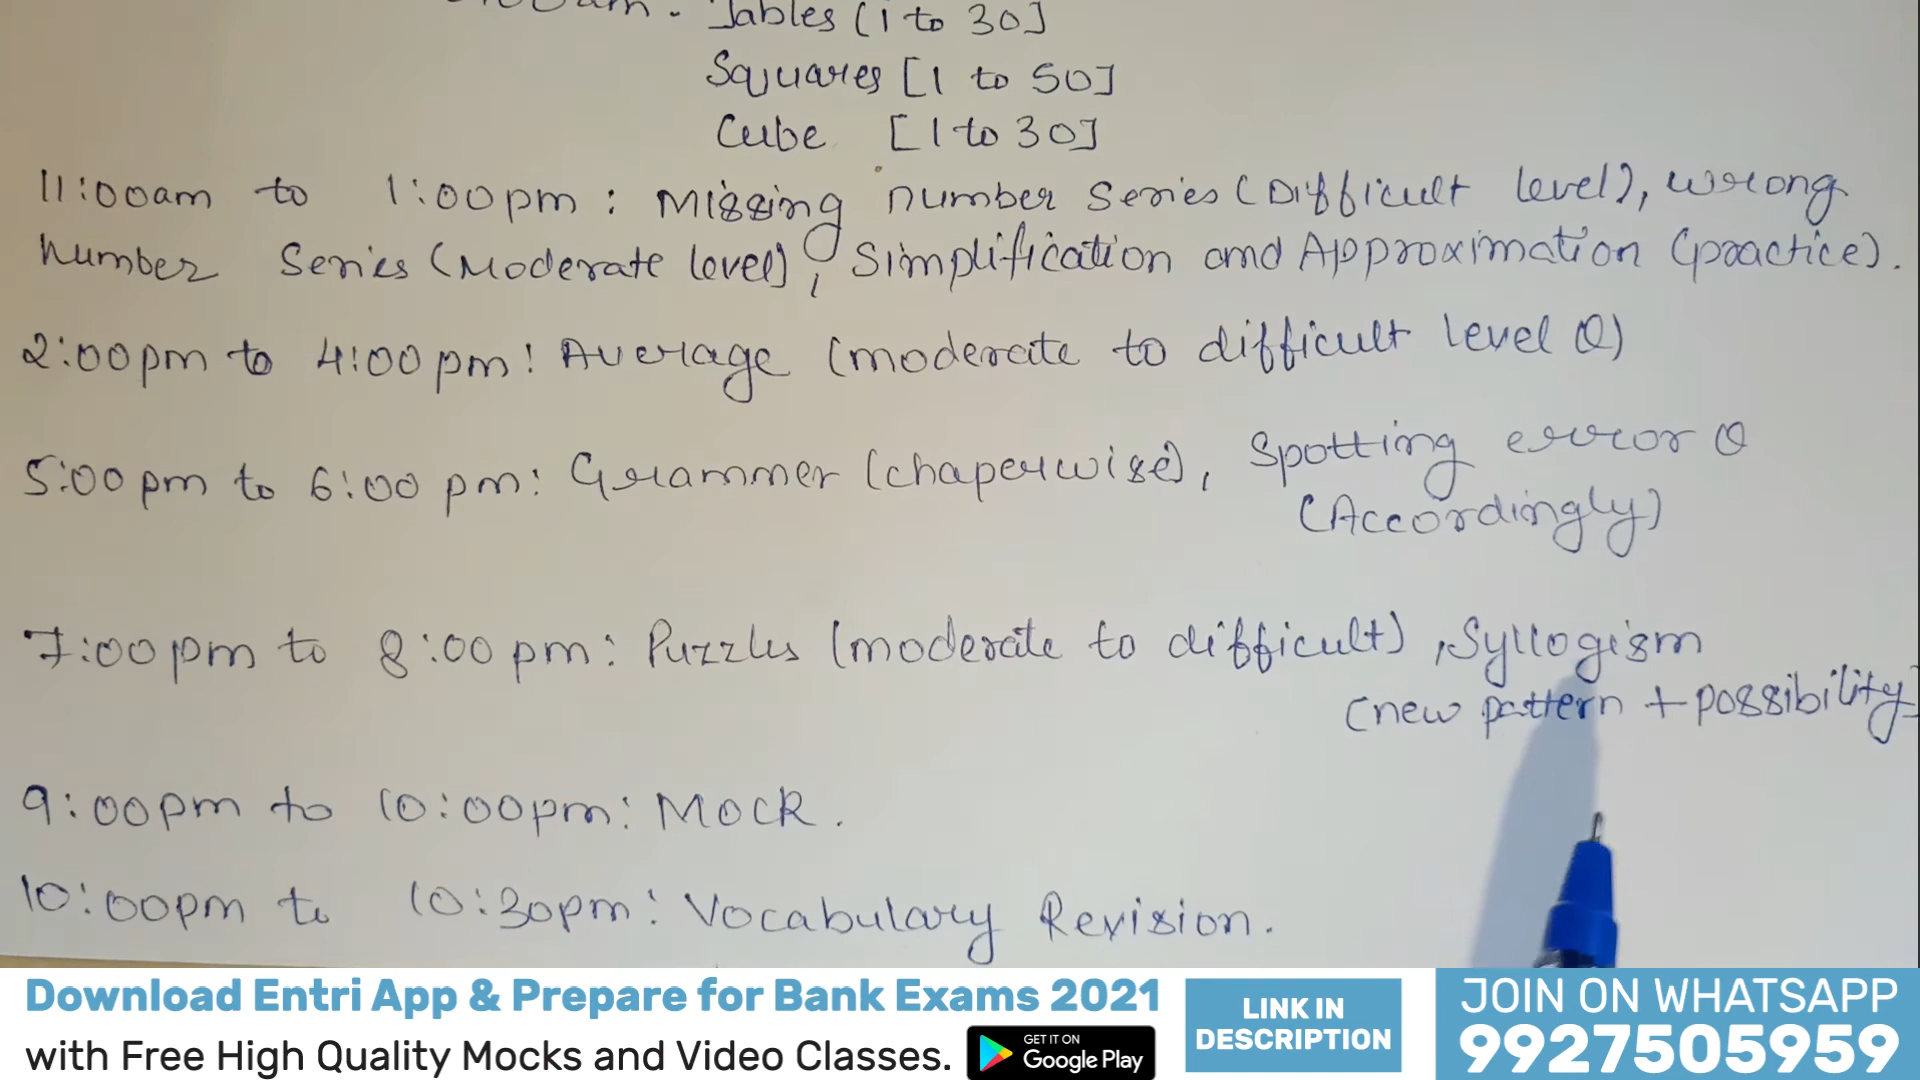 Tables [1 to 30]
Squares [1 to 50]
Cube [1 to 30]
11:00am to 1:00pm : Missing number Series (Difficult level), wrong
number Series (Moderate level), Simplification and Approximation (practice).
2:00pm to 4:00pm : Average (moderate to difficult level Q)
5:00pm to 6:00 pm : Grammer (chaperwise), Spotting error Q
(Accordingly)
7:00pm to 8:00pm : Puzzles (moderate to difficult), Syllogism
(new pattern + possibility]
9:00pm to 10:00pm : Mock.
10:00pm to 10:30pm : Vocabulary Revision.
Download Entri App & Prepare for Bank Exams 2021
with Free High Quality Mocks and Video Classes.
GET IT ON
Google Play
LINK IN
DESCRIPTION
JOIN ON WHATSAPP
9927505959